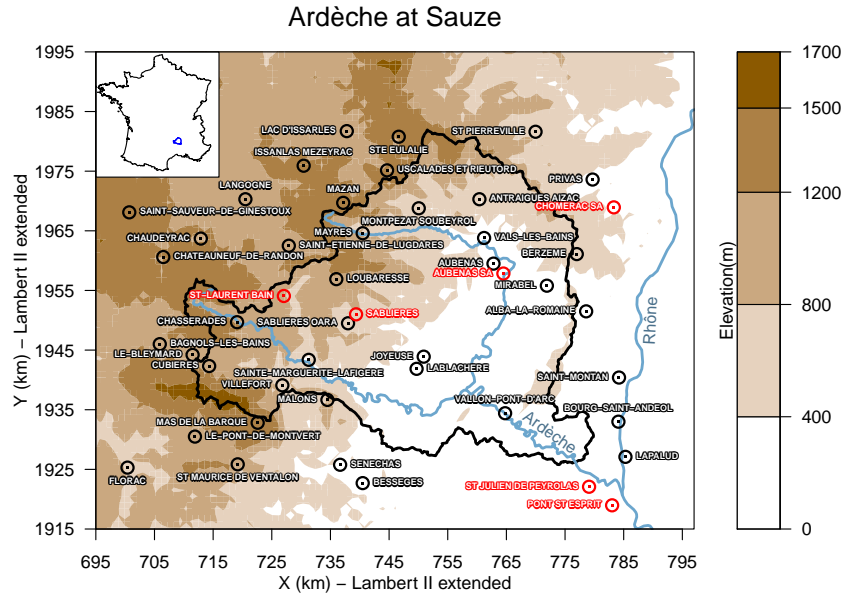 Ardèche at Sauze
1995
1985
1975
1965
1955
1945
1935
1925
1915
Y (km) − Lambert II extended
695
705
715
725
735
745
755
765
775
785
795
X (km) − Lambert II extended
LAC D'ISSARLES
STE EULALIE
ST PIERREVILLE
ISSANLAS MEZEYRAC
USCALADES ET RIEUTORD
PRIVAS
LANGOGNE
MAZAN
ANTRAIGUES AIZAC
CHOMERAC SA
SAINT−SAUVEUR−DE−GINESTOUX
MONTPEZAT SOUBEYROL
MAYRES
CHAUDEYRAC
VALS−LES−BAINS
SAINT−ETIENNE−DE−LUGDARES
BERZEME
CHATEAUNEUF−DE−RANDON
AUBENAS
AUBENAS SA
LOUBARESSE
MIRABEL
ST−LAURENT BAIN
SABLIERES
ALBA−LA−ROMAINE
CHASSERADES
SABLIERES OARA
BAGNOLS−LES−BAINS
LE−BLEYMARD
JOYEUSE
CUBIERES
LABLACHERE
SAINTE−MARGUERITE−LAFIGERE
SAINT−MONTAN
VILLEFORT
MALONS
VALLON−PONT−D'ARC
BOURG−SAINT−ANDEOL
MAS DE LA BARQUE
LE−PONT−DE−MONTVERT
LAPALUD
FLORAC
ST MAURICE DE VENTALON
SENECHAS
BESSEGES
ST JULIEN DE PEYROLAS
PONT ST ESPRIT
Ardèche
Rhône
Elevation(m)
1700
1500
1200
800
400
0